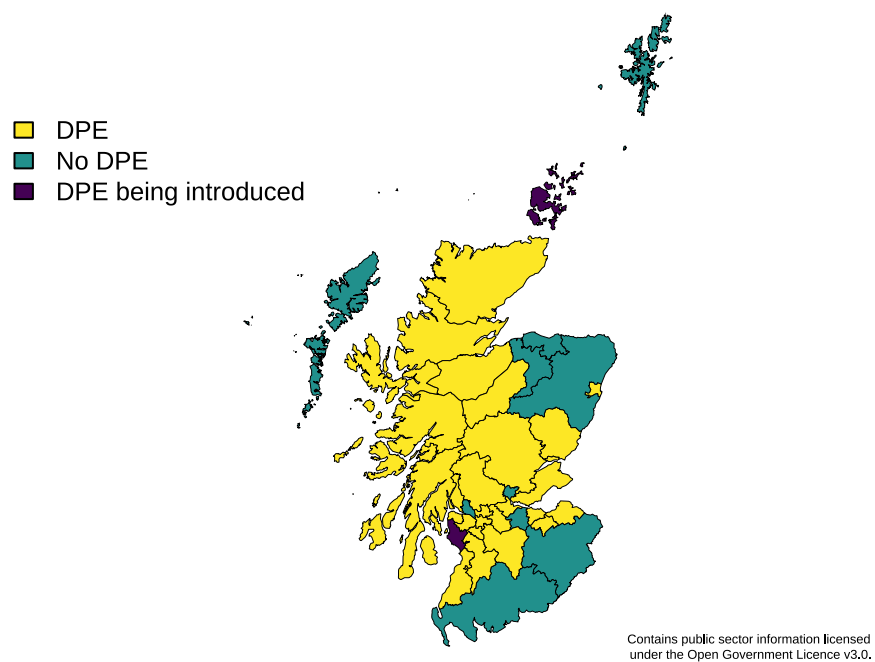 DPE
No DPE
DPE being introduced
Contains public sector information licensed
under the Open Government Licence v3.0.